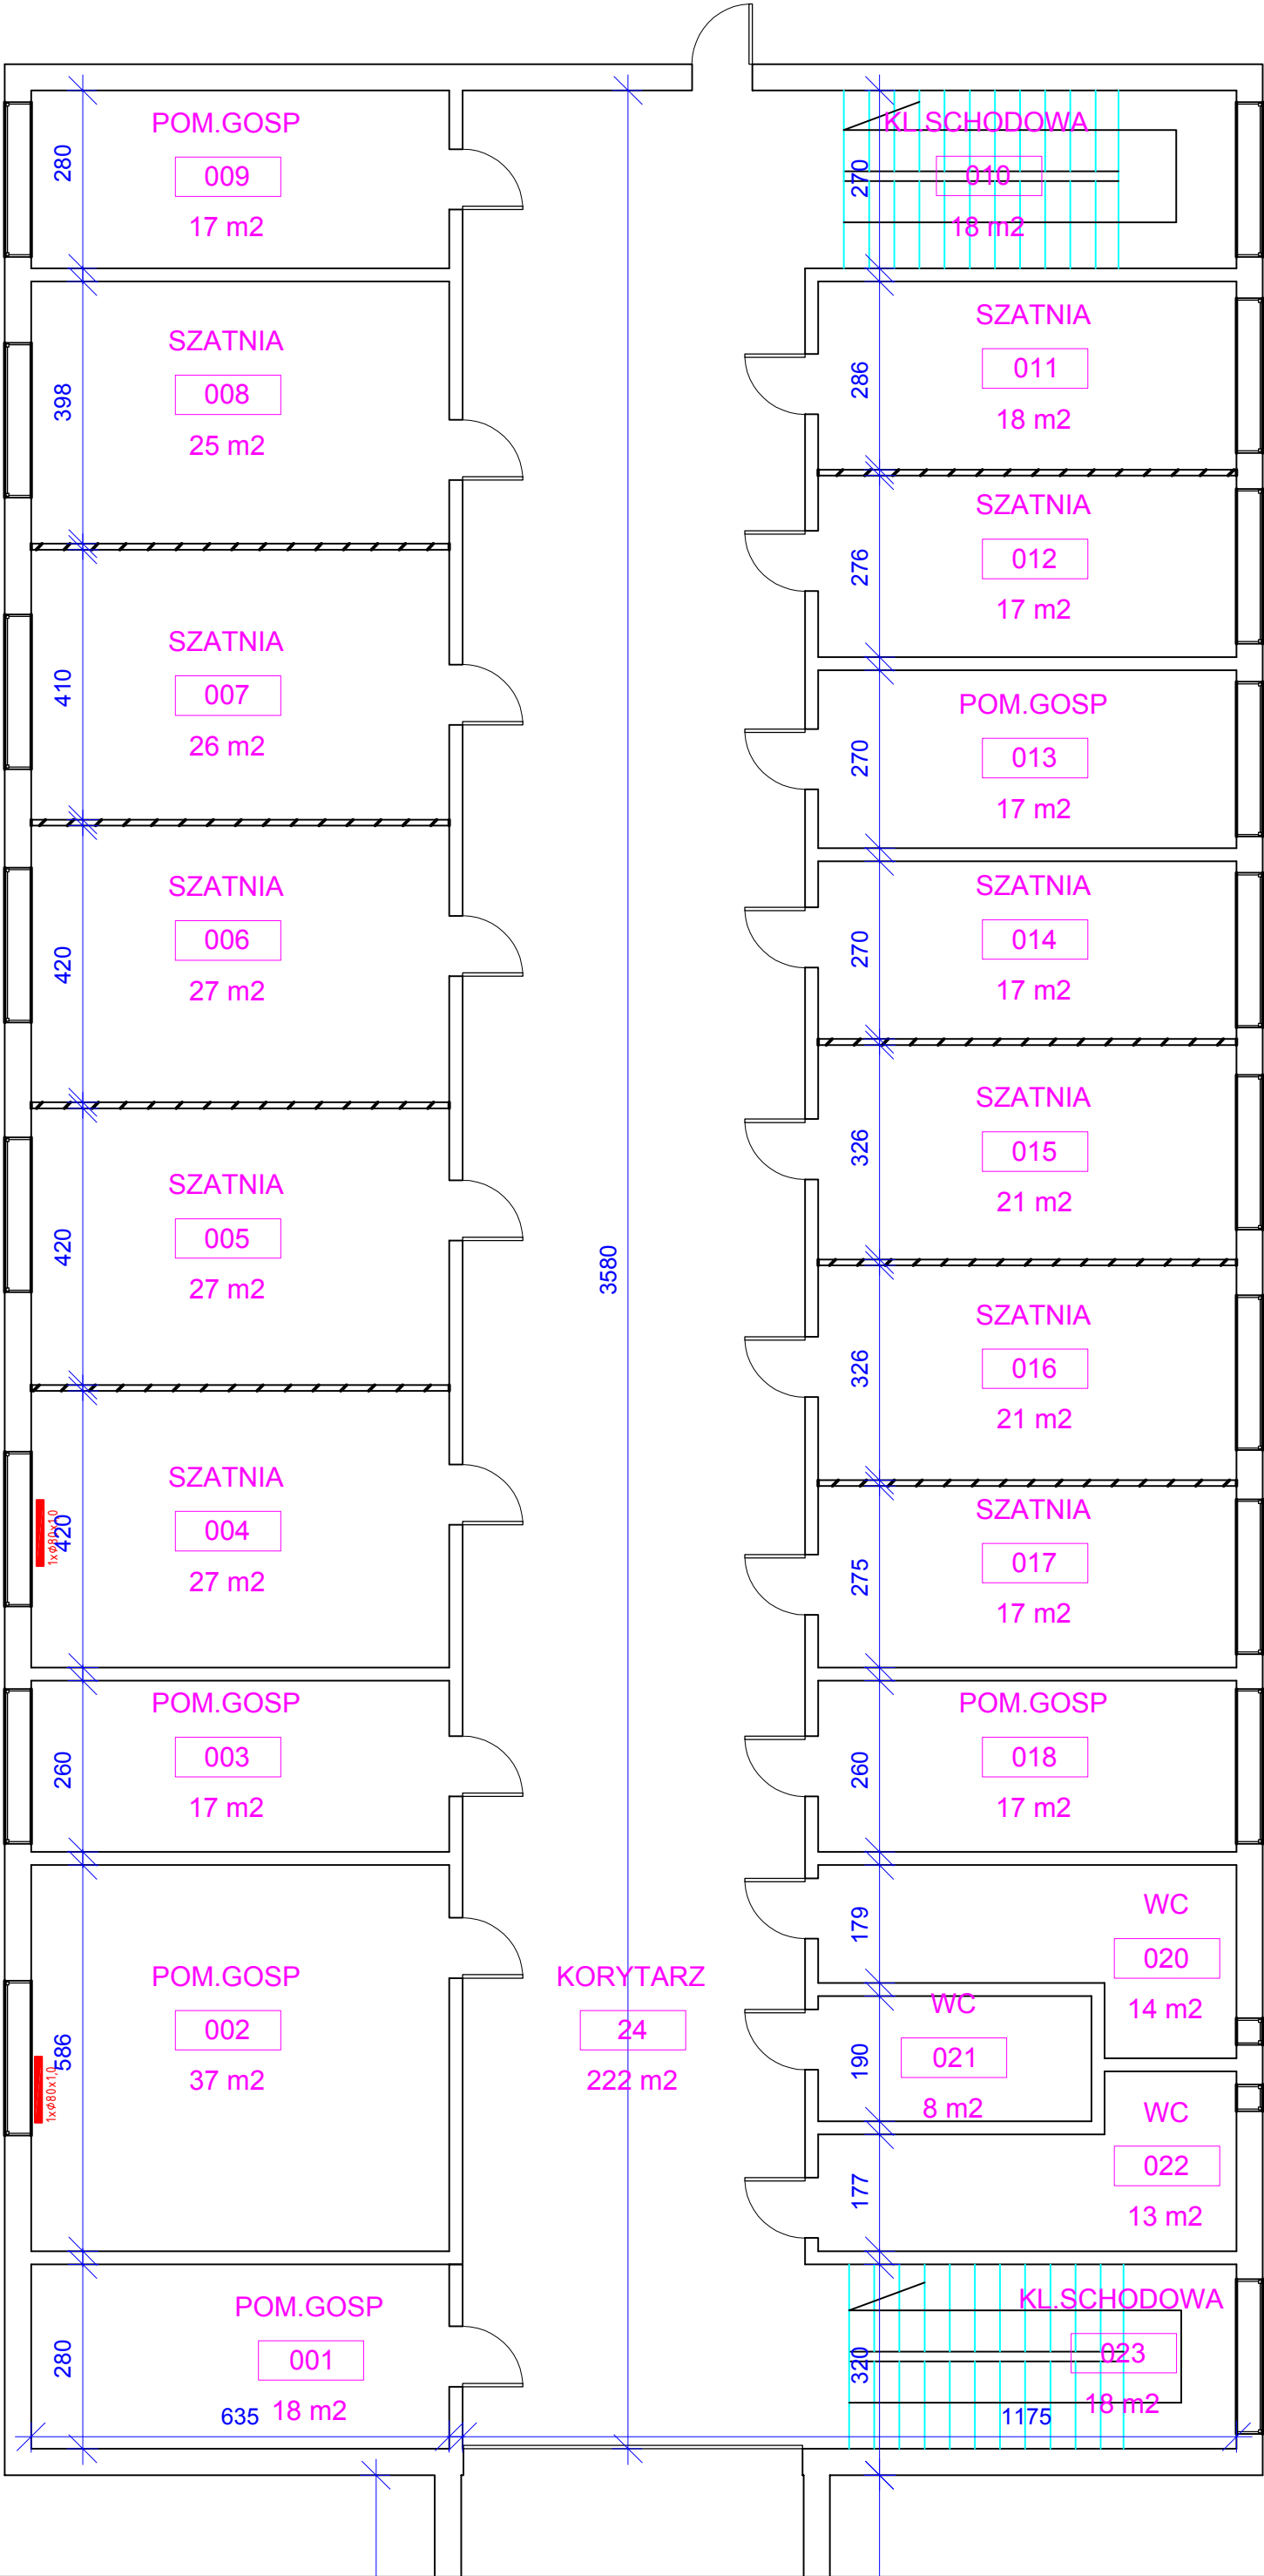 POM.GOSP
009
17 m2
280
KL.SCHODOWA
010
18 m2
270
SZATNIA
008
25 m2
398
SZATNIA
011
18 m2
286
SZATNIA
012
17 m2
276
SZATNIA
007
26 m2
410
POM.GOSP
013
17 m2
270
SZATNIA
006
27 m2
420
SZATNIA
014
17 m2
270
SZATNIA
005
27 m2
420
SZATNIA
015
21 m2
326
3580
SZATNIA
016
21 m2
326
SZATNIA
004
27 m2
420
1xφ80x1,0
SZATNIA
017
17 m2
275
POM.GOSP
003
17 m2
260
POM.GOSP
018
17 m2
260
POM.GOSP
002
37 m2
586
1xφ80x1,0
KORYTARZ
24
222 m2
WC
020
14 m2
179
WC
021
8 m2
190
WC
022
13 m2
177
POM.GOSP
001
18 m2
280
635
KL.SCHODOWA
023
18 m2
320
1175